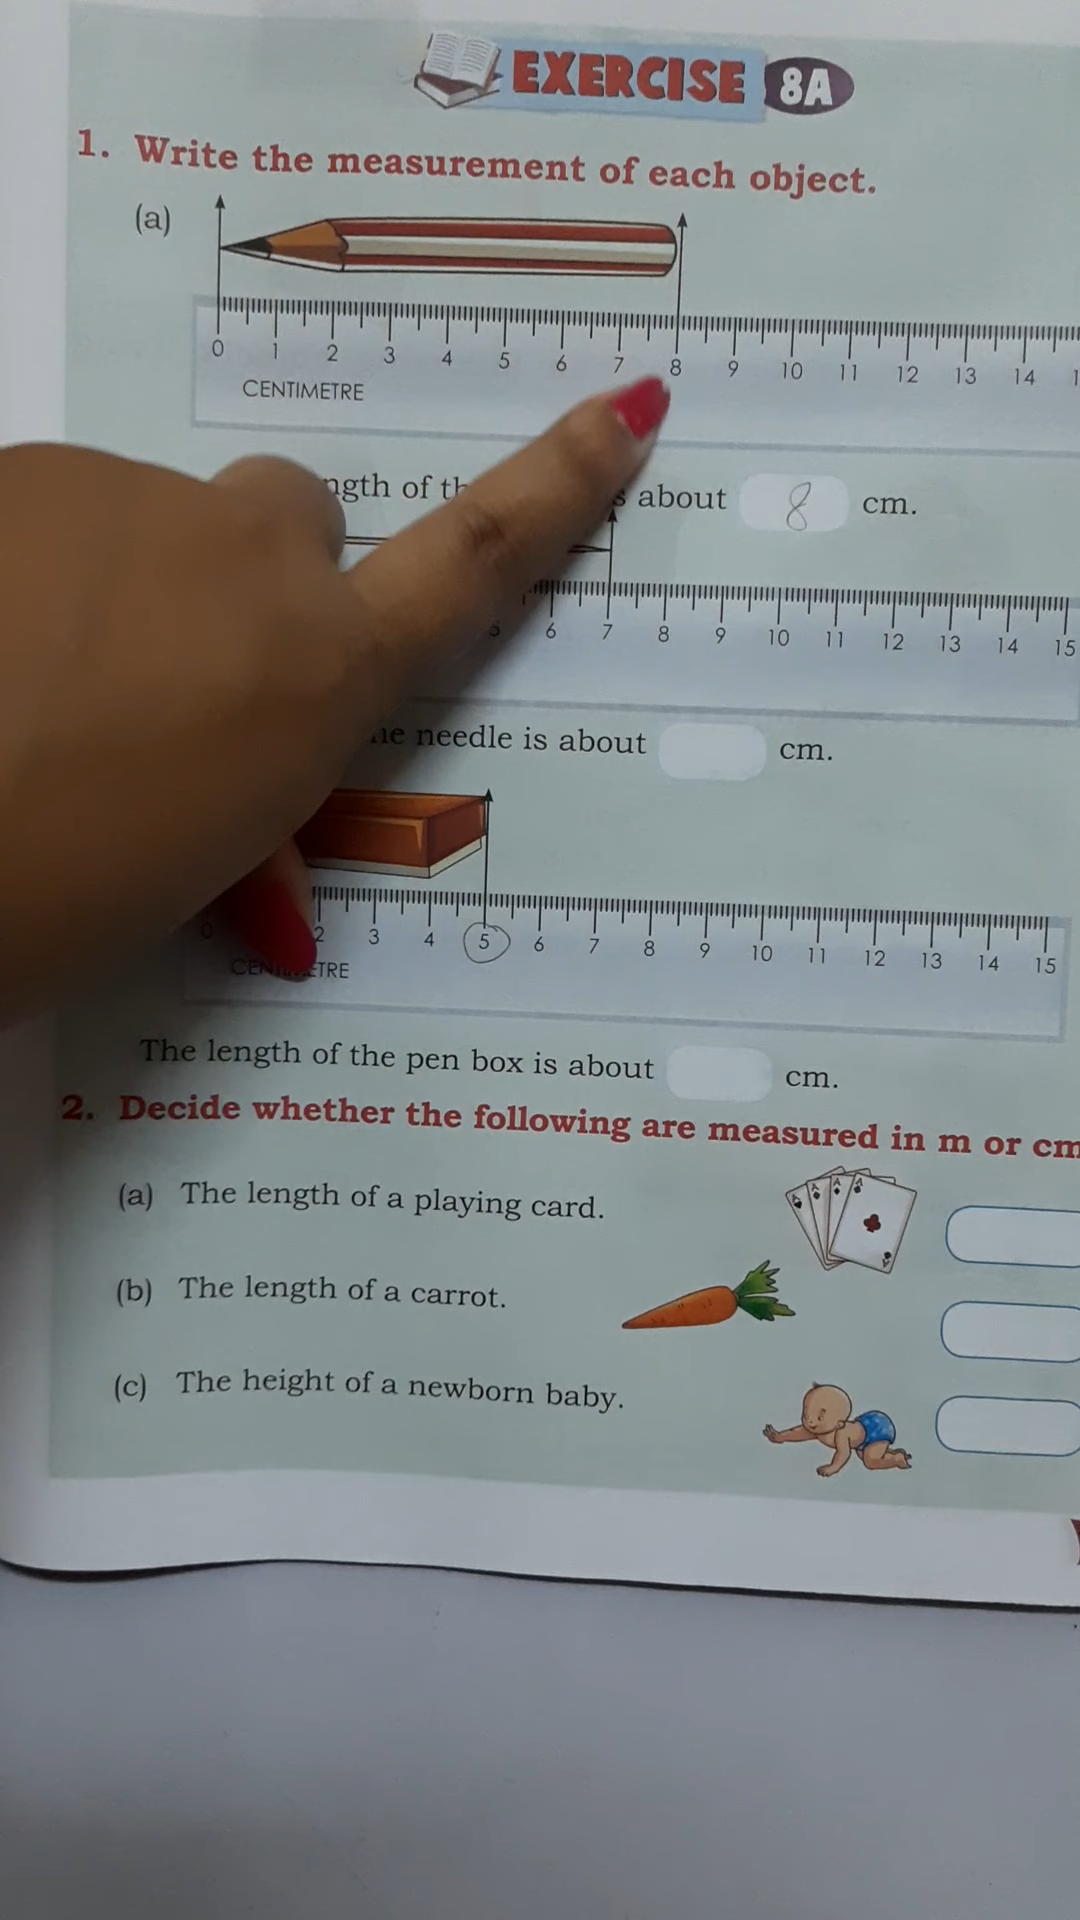 EXERCISE 8A
1. Write the measurement of each object.
(a)
0 1 2 3 4 5 6 7 8 9 10 11 12 13 14
CENTIMETRE
of about 8 cm.
6 7 8 9 10 11 12 13 14 15
needle is about cm.
2 3 4 5 6 7 8 9 10 11 12 13 14 15
CENTIMETRE
The length of the pen box is about cm.
2. Decide whether the following are measured in m or cm
(a) The length of a playing card.
(b) The length of a carrot.
(c) The height of a newborn baby.